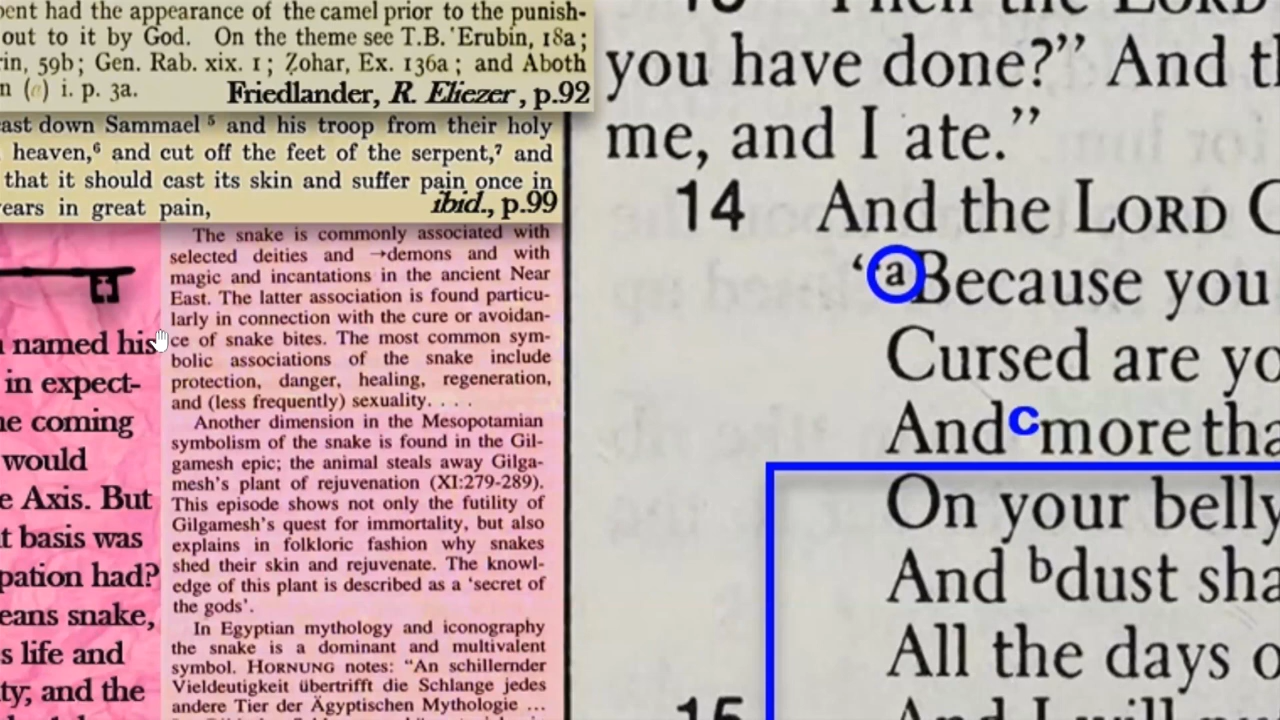 ent had the appearance of the camel prior to the punish-
out to it by God. On the theme see T.B. 'Erubin, 18a;
rin, 59b; Gen. Rab. xix. 1; Zohar, Ex. 136a; and Aboth
n (a) i. p. 3a.
Friedlander, R. Eliezer, p.92
ast down Sammael 5 and his troop from their holy
heaven,6 and cut off the feet of the serpent,7 and
that it should cast its skin and suffer pain once in
ears in great pain,
ibid., p.99
named his
in expect-
e coming
would
e Axis. But
t basis was
pation had?
eans snake,
s life and
ty; and the
The snake is commonly associated with
selected deities and →demons and with
magic and incantations in the ancient Near
East. The latter association is found particu-
larly in connection with the cure or avoidan-
ce of snake bites. The most common sym-
bolic associations of the snake include
protection, danger, healing, regeneration,
and (less frequently) sexuality. . . .
Another dimension in the Mesopotamian
symbolism of the snake is found in the Gil-
gamesh epic; the animal steals away Gilga-
mesh's plant of rejuvenation (XI:279-289).
This episode shows not only the futility of
Gilgamesh's quest for immortality, but also
explains in folkloric fashion why snakes
shed their skin and rejuvenate. The knowl-
edge of this plant is described as a 'secret of
the gods'.
In Egyptian mythology and iconography
the snake is a dominant and multivalent
symbol. HORNUNG notes: "An schillernder
Vieldeutigkeit übertrifft die Schlange jedes
andere Tier der Ägyptischen Mythologie ...
13 Then the LORD
you have done?" And th
me, and I ate."
14 And the LORD G
"a Because you
Cursed are yo
And c more tha
On your belly
And b dust sha
All the days o
15 And I will pu